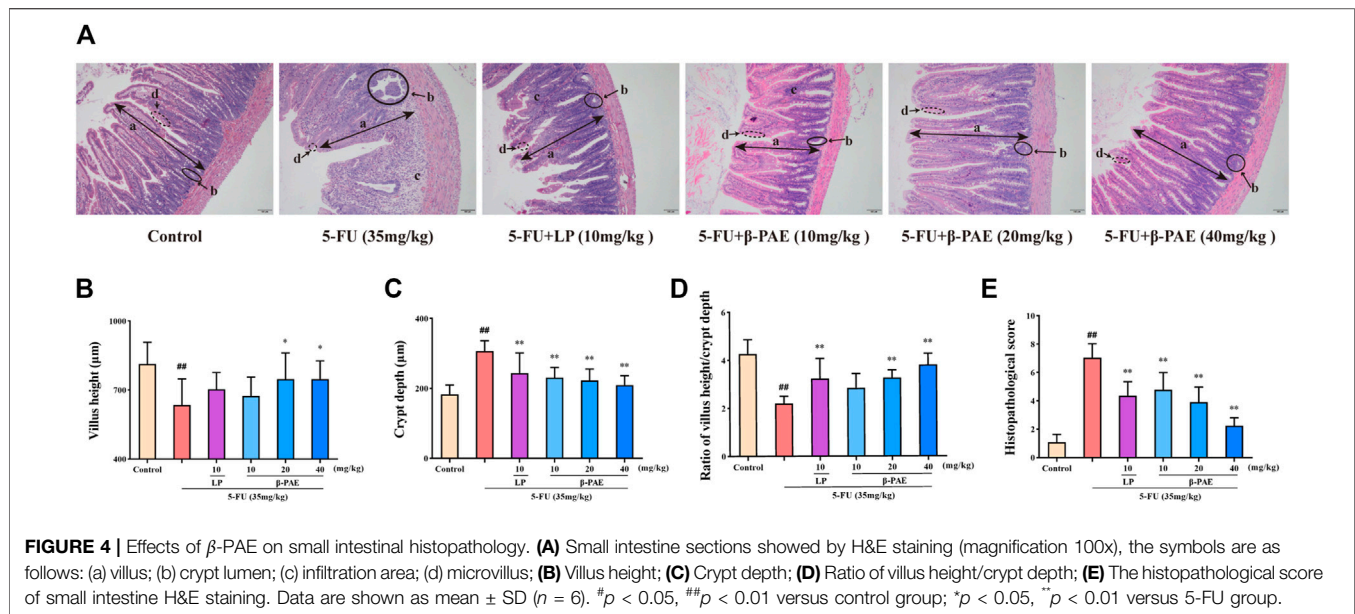 A
d
a
b
a
b
d
c
c
b
a
d
c
d
a
b
d
a
b
d
a
b
Control
5-FU (35mg/kg)
5-FU+LP (10mg/kg )
5-FU+β-PAE (10mg/kg )
5-FU+β-PAE (20mg/kg )
5-FU+β-PAE (40mg/kg )
B
Villus height (μm)
1000
700
400
##
*
*
Control
10
10
20
40
(mg/kg)
LP
β-PAE
5-FU (35mg/kg)
C
Crypt depth (μm)
400
200
0
##
**
**
**
**
Control
10
10
20
40
(mg/kg)
LP
β-PAE
5-FU (35mg/kg)
D
Ratio of villus height/crypt depth
6
4
2
0
##
**
**
**
Control
10
10
20
40
(mg/kg)
LP
β-PAE
5-FU (35mg/kg)
E
Histopathological score
10
8
6
4
2
0
##
**
**
**
**
Control
10
10
20
40
(mg/kg)
LP
β-PAE
5-FU (35mg/kg)
FIGURE 4 | Effects of β-PAE on small intestinal histopathology. (A) Small intestine sections showed by H&E staining (magnification 100x), the symbols are as
follows: (a) villus; (b) crypt lumen; (c) infiltration area; (d) microvillus; (B) Villus height; (C) Crypt depth; (D) Ratio of villus height/crypt depth; (E) The histopathological score
of small intestine H&E staining. Data are shown as mean ± SD (n = 6). #p < 0.05, ##p < 0.01 versus control group; *p < 0.05, **p < 0.01 versus 5-FU group.